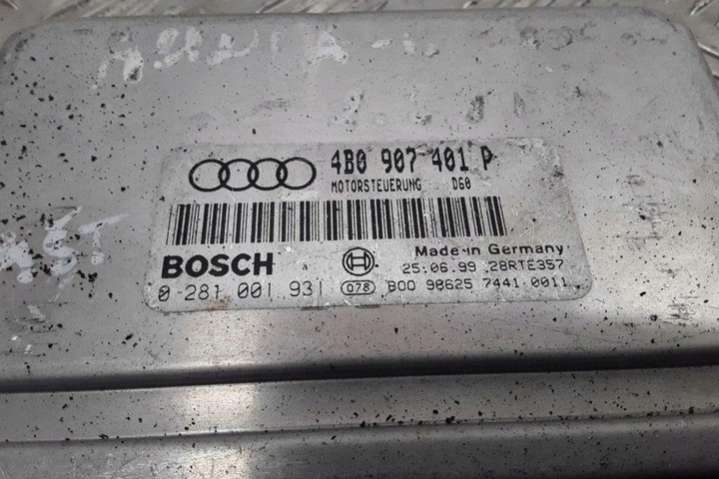 4B0 907 401 P
MOTORSTEUERUNG D60
BOSCH
Made in Germany
25.06.99 28RTE357
0 281 001 931 078 B00 98625 7441 0011